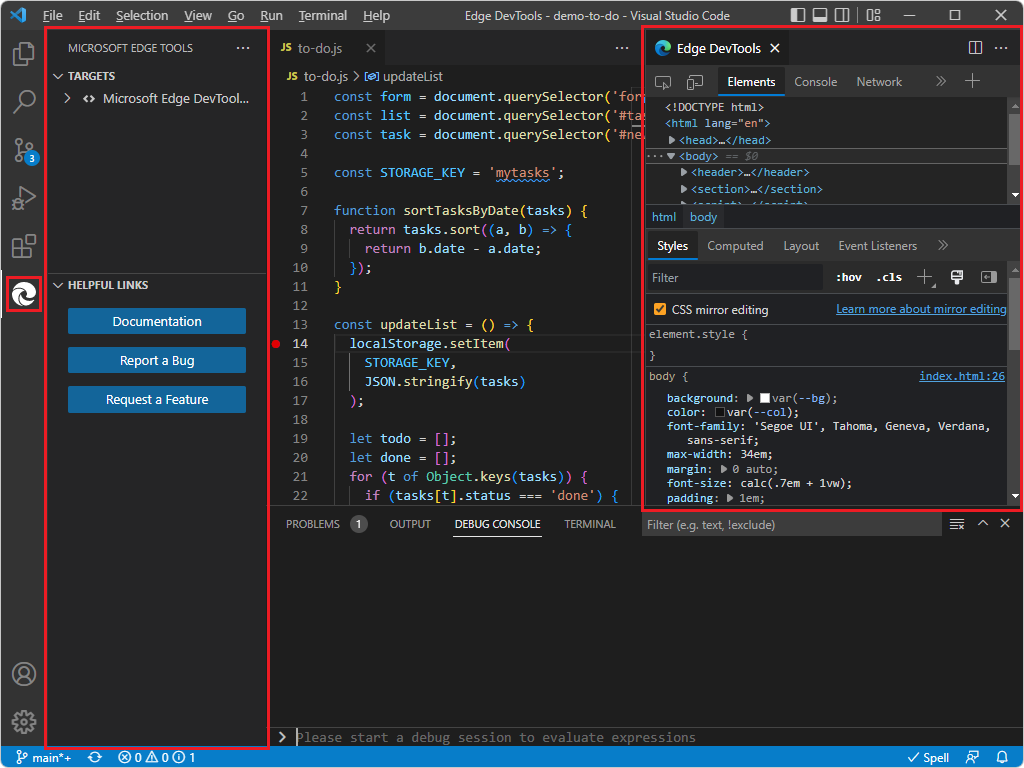 File Edit Selection View Go Run Terminal Help Edge DevTools - demo-to-do - Visual Studio Code
MICROSOFT EDGE TOOLS ···
TARGETS
Microsoft Edge DevTool...
3
HELPFUL LINKS
Documentation
Report a Bug
Request a Feature
JS to-do.js ···
JS to-do.js > updateList
1 const form = document.querySelector('for
2 const list = document.querySelector('#tas
3 const task = document.querySelector('#ne
4
5 const STORAGE_KEY = 'mytasks';
6
7 function sortTasksByDate(tasks) {
8 return tasks.sort((a, b) => {
9 return b.date - a.date;
10 });
11 }
12
13 const updateList = () => {
14 localStorage.setItem(
15 STORAGE_KEY,
16 JSON.stringify(tasks)
17 );
18
19 let todo = [];
20 let done = [];
21 for (t of Object.keys(tasks)) {
22 if (tasks[t].status === 'done') {
Edge DevTools ···
Elements Console Network
<!DOCTYPE html>
<html lang="en">
<head>…</head>
···<body> == $0
<header>…</header>
<section>…</section>
html body
Styles Computed Layout Event Listeners
Filter :hov .cls
CSS mirror editing Learn more about mirror editing
element.style {
}
body { index.html:26
background: var(--bg);
color: var(--col);
font-family: 'Segoe UI', Tahoma, Geneva, Verdana,
sans-serif;
max-width: 34em;
margin: 0 auto;
font-size: calc(.7em + 1vw);
padding: 1em;
PROBLEMS 1 OUTPUT DEBUG CONSOLE TERMINAL Filter (e.g. text, !exclude)
Please start a debug session to evaluate expressions
main*+ 0 0 1 Spell